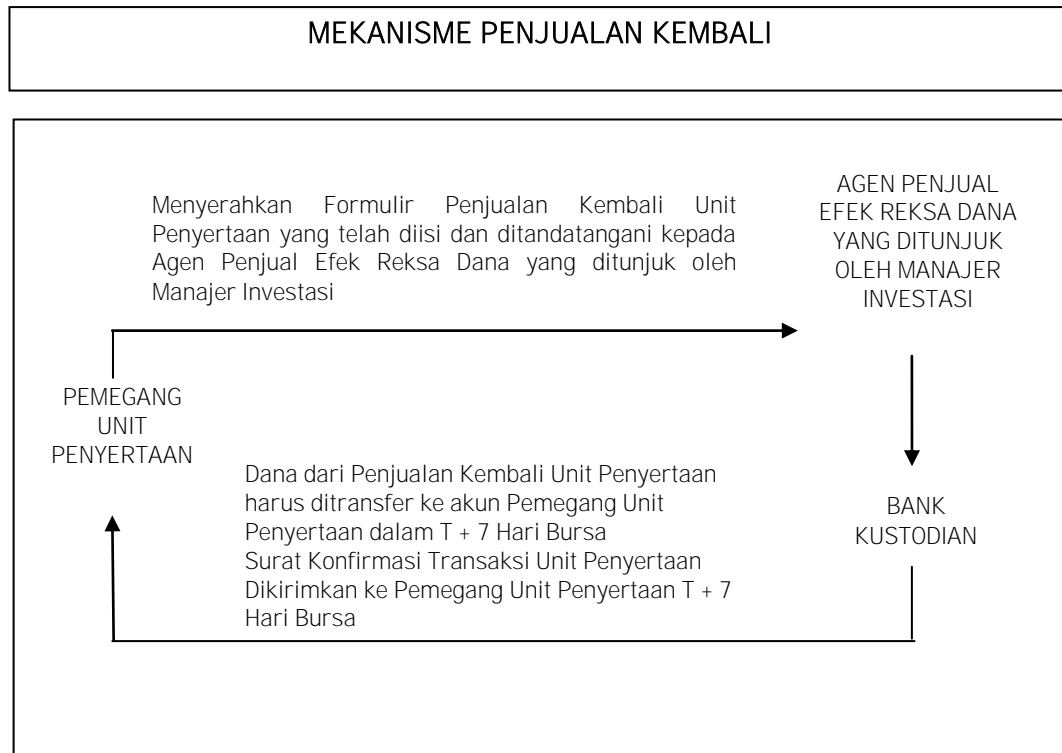 MEKANISME PENJUALAN KEMBALI
Menyerahkan Formulir Penjualan Kembali Unit
Penyertaan yang telah diisi dan ditandatangani kepada
Agen Penjual Efek Reksa Dana yang ditunjuk oleh
Manajer Investasi
AGEN PENJUAL
EFEK REKSA DANA
YANG DITUNJUK
OLEH MANAJER
INVESTASI
PEMEGANG
UNIT
PENYERTAAN
Dana dari Penjualan Kembali Unit Penyertaan
harus ditransfer ke akun Pemegang Unit
Penyertaan dalam T + 7 Hari Bursa
Surat Konfirmasi Transaksi Unit Penyertaan
Dikirimkan ke Pemegang Unit Penyertaan T + 7
Hari Bursa
BANK
KUSTODIAN